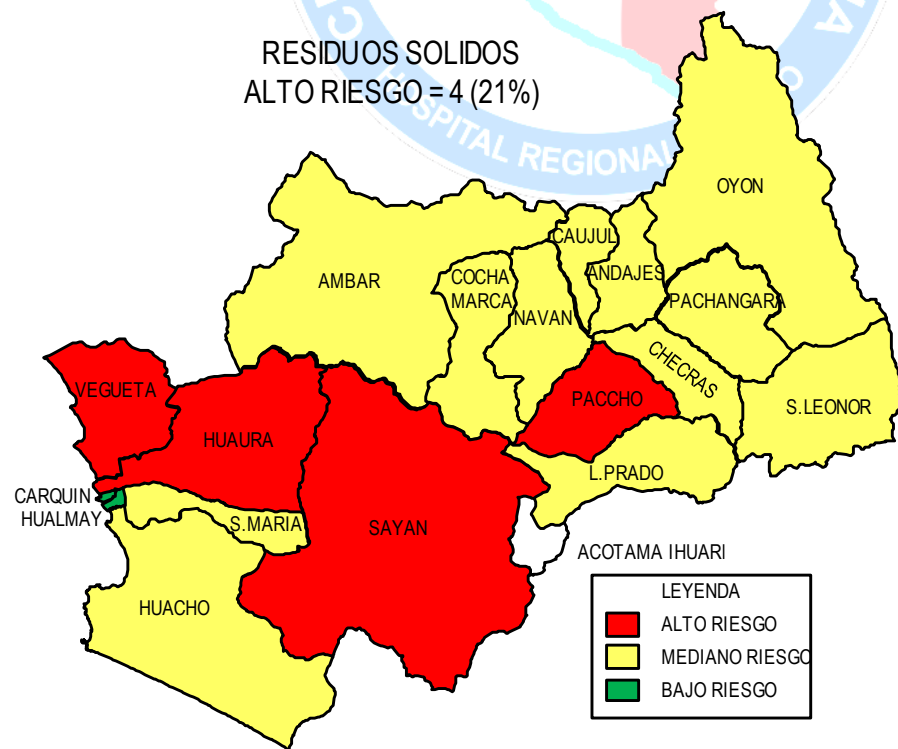 RESIDUOS SOLIDOS
ALTO RIESGO = 4 (21%)
HOSPITAL REGIONAL
OYON
CAUJUL
ANDAJES
AMBAR
COCHA
MARCA
NAVAN
PACHANGARA
CHECRAS
VEGUETA
PACCHO
S.LEONOR
HUAURA
L.PRADO
CARQUIN
HUALMAY
S.MARIA
SAYAN
ACOTAMA IHUARI
HUACHO
LEYENDA
ALTO RIESGO
MEDIANO RIESGO
BAJO RIESGO